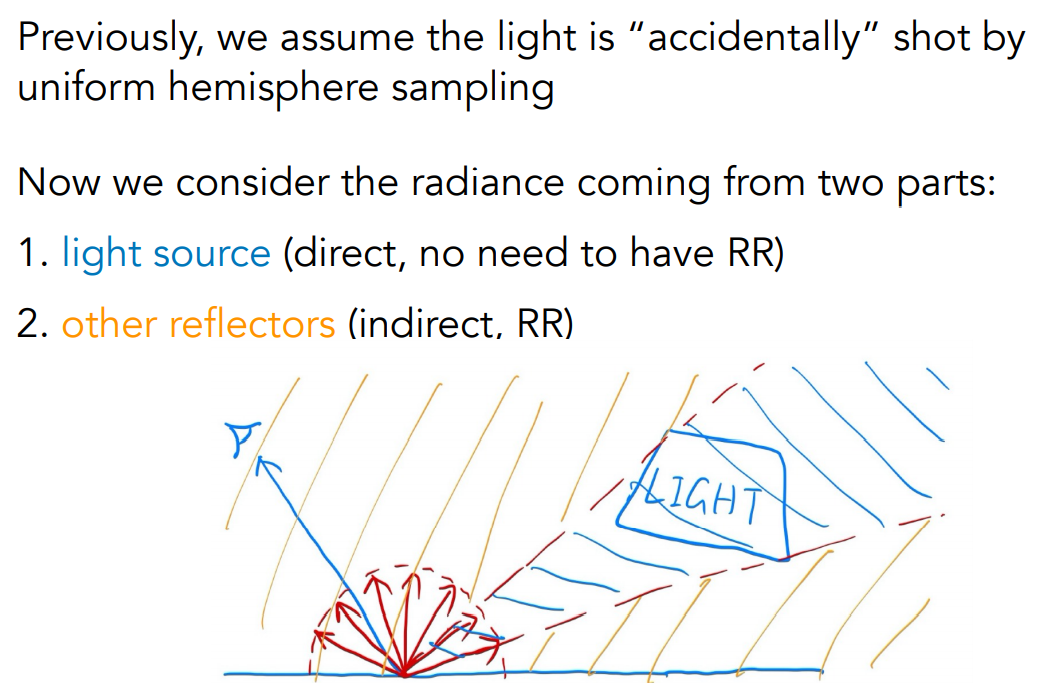 Previously, we assume the light is “accidentally” shot by
uniform hemisphere sampling
Now we consider the radiance coming from two parts:
1. light source (direct, no need to have RR)
2. other reflectors (indirect, RR)
LIGHT